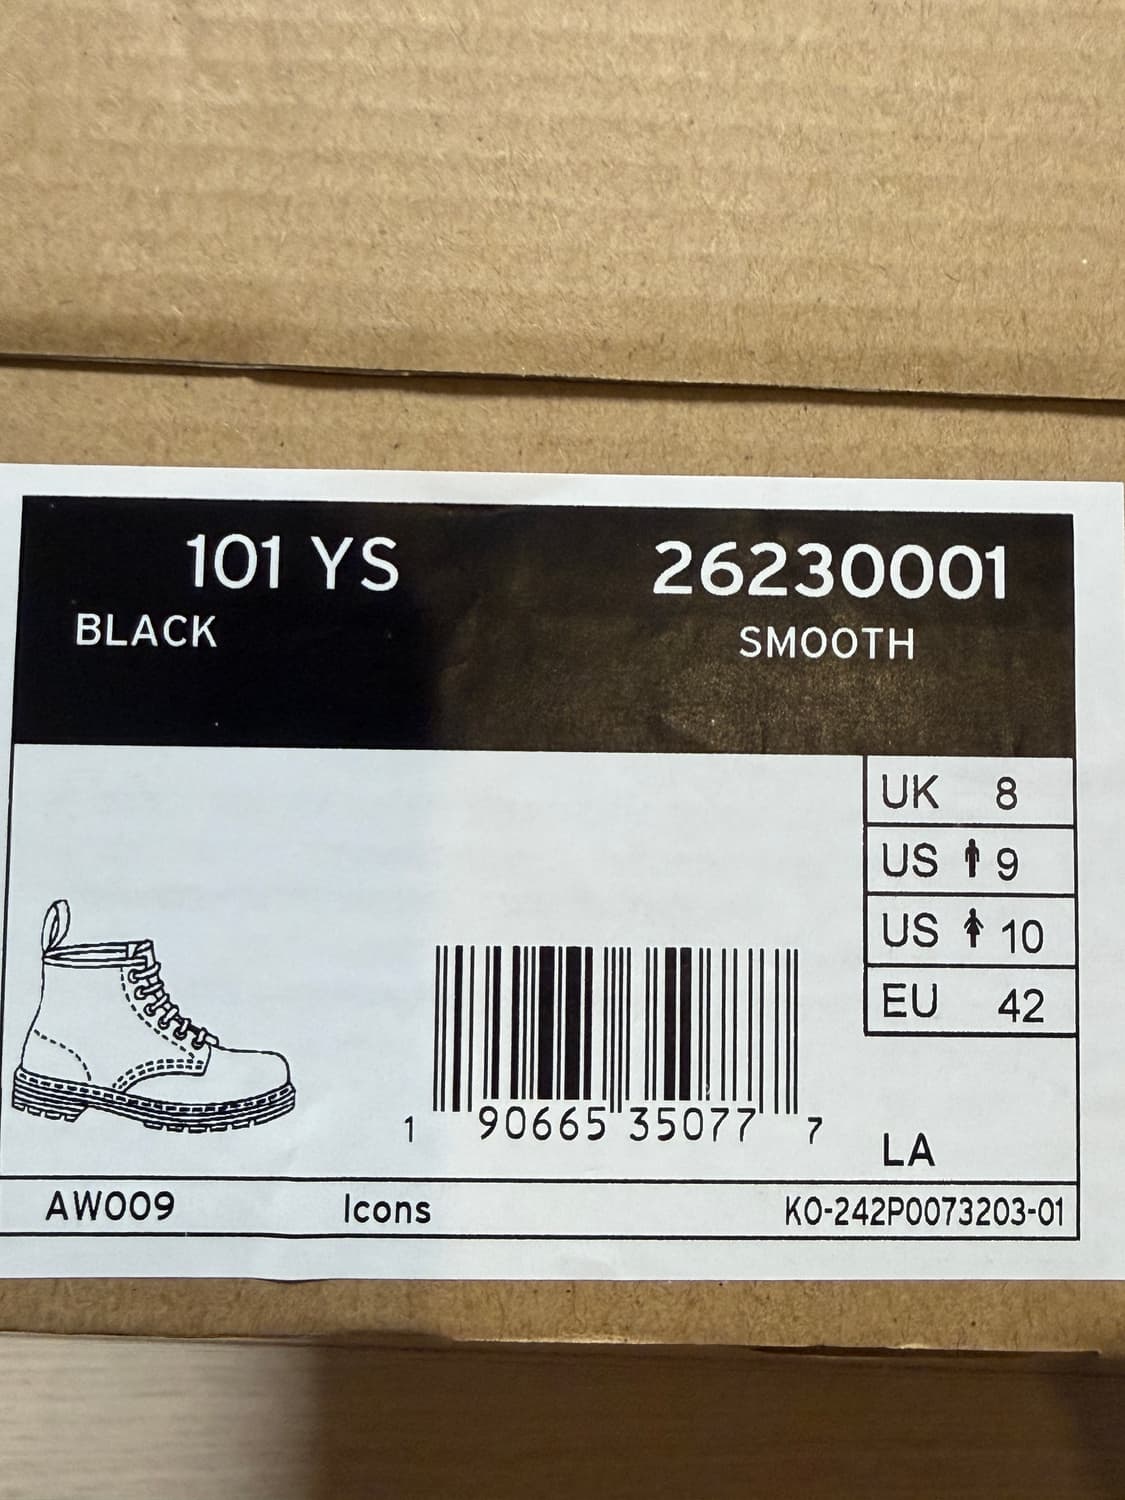 101 YS 26230001
BLACK SMOOTH
UK 8
US 9
US 10
EU 42
1 90665 35077 7
LA
AW009 Icons KO-242P0073203-01